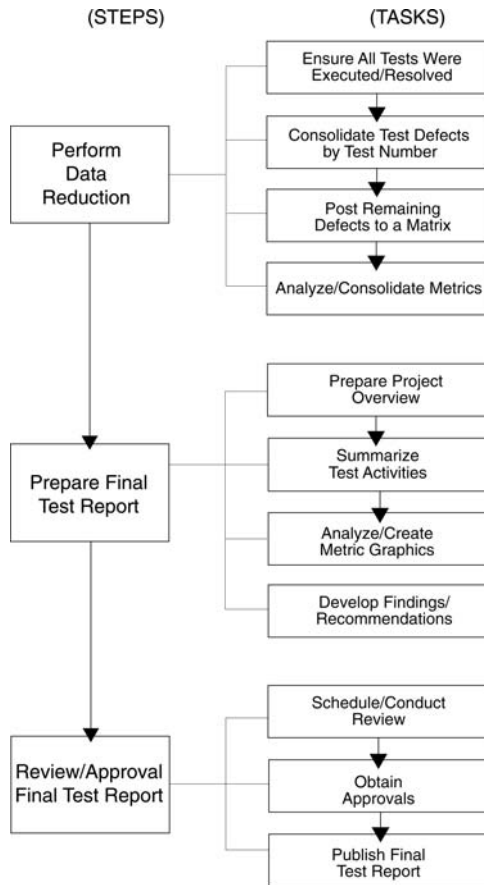 (STEPS)
(TASKS)
Perform
Data
Reduction
Ensure All Tests Were
Executed/Resolved
Consolidate Test Defects
by Test Number
Post Remaining
Defects to a Matrix
Analyze/Consolidate Metrics
Prepare Final
Test Report
Prepare Project
Overview
Summarize
Test Activities
Analyze/Create
Metric Graphics
Develop Findings/
Recommendations
Review/Approval
Final Test Report
Schedule/Conduct
Review
Obtain
Approvals
Publish Final
Test Report